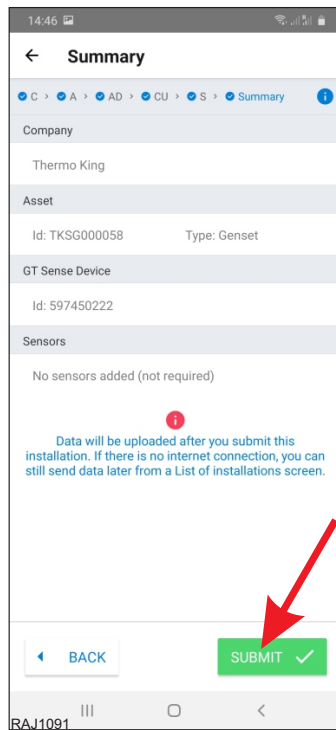 14:46
Summary
C > A > AD > CU > S > Summary
Company
Thermo King
Asset
Id: TKSG000058 Type: Genset
GT Sense Device
Id: 597450222
Sensors
No sensors added (not required)
Data will be uploaded after you submit this
installation. If there is no internet connection, you can
still send data later from a List of installations screen.
BACK SUBMIT
RAJ1091